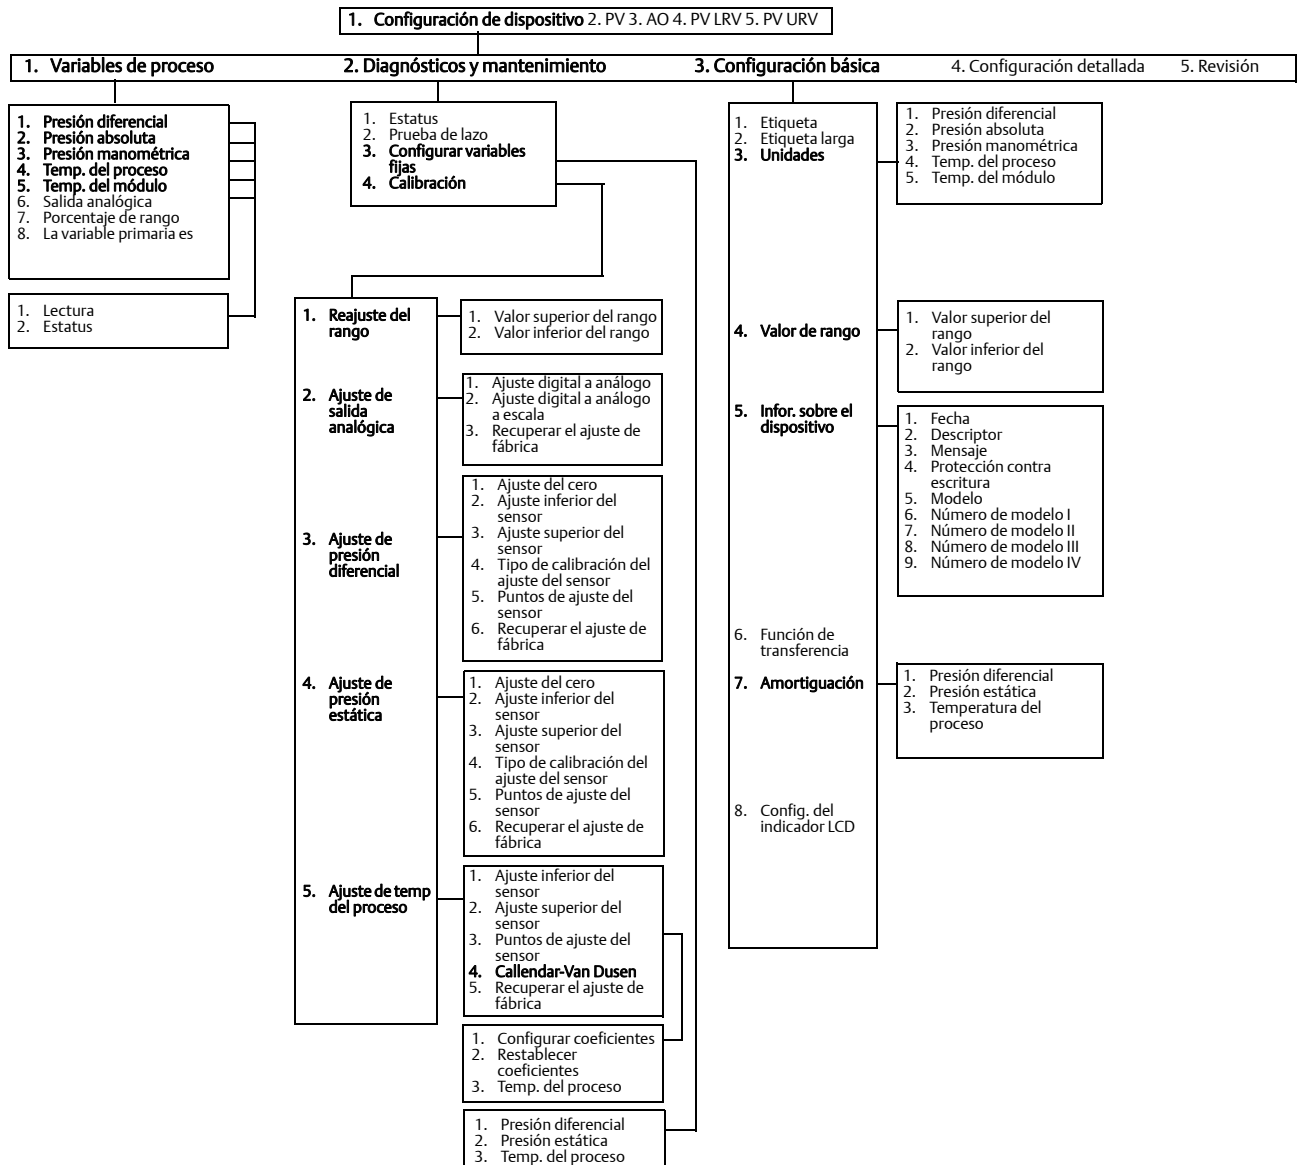 1. Configuración de dispositivo 2. PV 3. AO 4. PV LRV 5. PV URV
1. Variables de proceso 2. Diagnósticos y mantenimiento 3. Configuración básica 4. Configuración detallada 5. Revisión
1. Presión diferencial
2. Presión absoluta
3. Presión manométrica
4. Temp. del proceso
5. Temp. del módulo
6. Salida analógica
7. Porcentaje de rango
8. La variable primaria es
1. Lectura
2. Estatus
1. Estatus
2. Prueba de lazo
3. Configurar variables
fijas
4. Calibración
1. Reajuste del
rango
1. Valor superior del rango
2. Valor inferior del rango
2. Ajuste de
salida
analógica
1. Ajuste digital a análogo
2. Ajuste digital a análogo
a escala
3. Recuperar el ajuste de
fábrica
3. Ajuste de
presión
diferencial
1. Ajuste del cero
2. Ajuste inferior del
sensor
3. Ajuste superior del
sensor
4. Tipo de calibración del
ajuste del sensor
5. Puntos de ajuste del
sensor
6. Recuperar el ajuste de
fábrica
4. Ajuste de
presión
estática
1. Ajuste del cero
2. Ajuste inferior del
sensor
3. Ajuste superior del
sensor
4. Tipo de calibración del
ajuste del sensor
5. Puntos de ajuste del
sensor
6. Recuperar el ajuste de
fábrica
5. Ajuste de temp
del proceso
1. Ajuste inferior del
sensor
2. Ajuste superior del
sensor
3. Puntos de ajuste del
sensor
4. Callendar-Van Dusen
5. Recuperar el ajuste de
fábrica
1. Configurar coeficientes
2. Restablecer
coeficientes
3. Temp. del proceso
1. Presión diferencial
2. Presión estática
3. Temp. del proceso
1. Etiqueta
2. Etiqueta larga
3. Unidades
1. Presión diferencial
2. Presión absoluta
3. Presión manométrica
4. Temp. del proceso
5. Temp. del módulo
4. Valor de rango
1. Valor superior del
rango
2. Valor inferior del
rango
5. Infor. sobre el
dispositivo
1. Fecha
2. Descriptor
3. Mensaje
4. Protección contra
escritura
5. Modelo
6. Número de modelo I
7. Número de modelo II
8. Número de modelo III
9. Número de modelo IV
6. Función de
transferencia
7. Amortiguación
1. Presión diferencial
2. Presión estática
3. Temperatura del
proceso
8. Config. del
indicador LCD